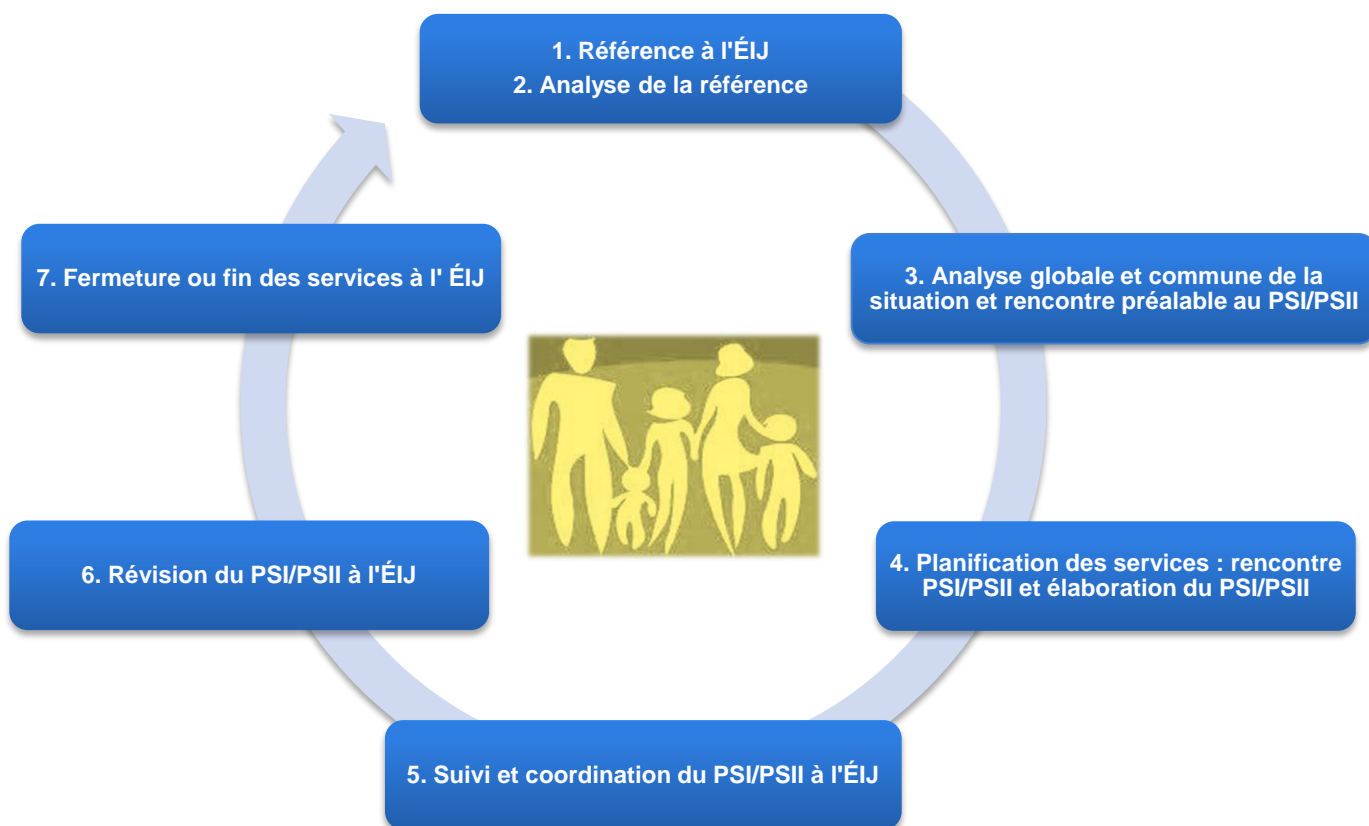 1. Référence à l'ÉIJ
2. Analyse de la référence
3. Analyse globale et commune de la
situation et rencontre préalable au PSI/PSII
4. Planification des services : rencontre
PSI/PSII et élaboration du PSI/PSII
5. Suivi et coordination du PSI/PSII à l'ÉIJ
6. Révision du PSI/PSII à l'ÉIJ
7. Fermeture ou fin des services à l' ÉIJ